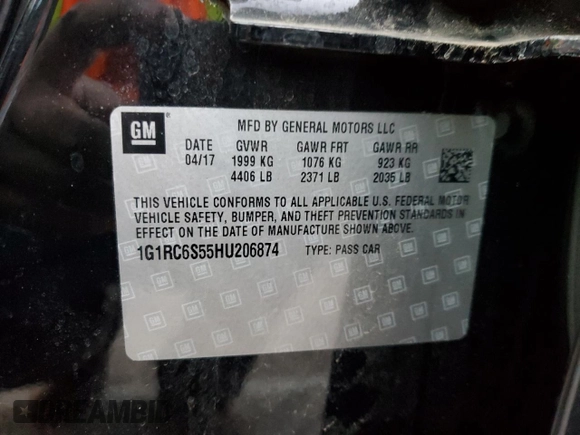 GM
MFD BY GENERAL MOTORS LLC
DATE GVWR GAWR FRT GAWR RR
04/17 1999 KG 1076 KG 923 KG
4406 LB 2371 LB 2035 LB
THIS VEHICLE CONFORMS TO ALL APPLICABLE U.S. FEDERAL MOTOR
VEHICLE SAFETY, BUMPER, AND THEFT PREVENTION STANDARDS IN
EFFECT ON THE DATE OF MANUFACTURE SHOWN ABOVE.
1G1RC6S55HU206874 TYPE: PASS CAR
DREAMBID